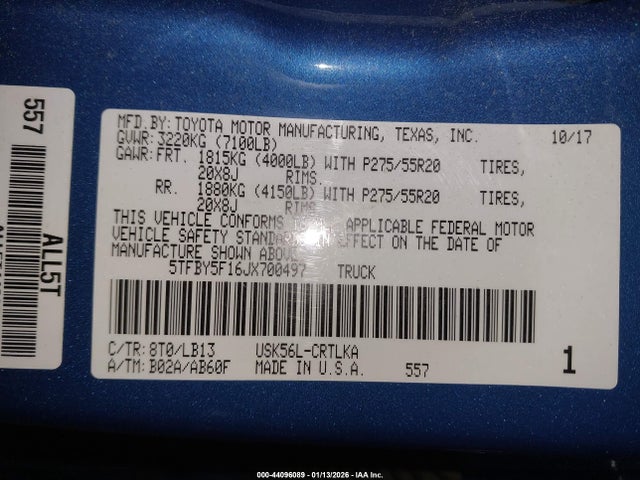 MFD.BY:TOYOTA MOTOR MANUFACTURING, TEXAS, INC. 10/17
GVWR:3220KG (7100LB)
GAWR:FRT. 1815KG (4000LB) WITH P275/55R20 TIRES,
20X8J RIMS
RR. 1880KG (4150LB) WITH P275/55R20 TIRES,
20X8J RIMS
THIS VEHICLE CONFORMS APPLICABLE FEDERAL MOTOR
VEHICLE SAFETY IN EFFECT ON THE DATE OF
MANUFACTURE SHOWN ABOVE
5TFBY5F16JX700497 TRUCK
C/TR:8T0/LB13 USK56L-CRTLKA
A/TM:B02A/AB60F MADE IN U.S.A. 557
1
557
ALL5T
000-44096089 - 01/13/2026 - IAA Inc.